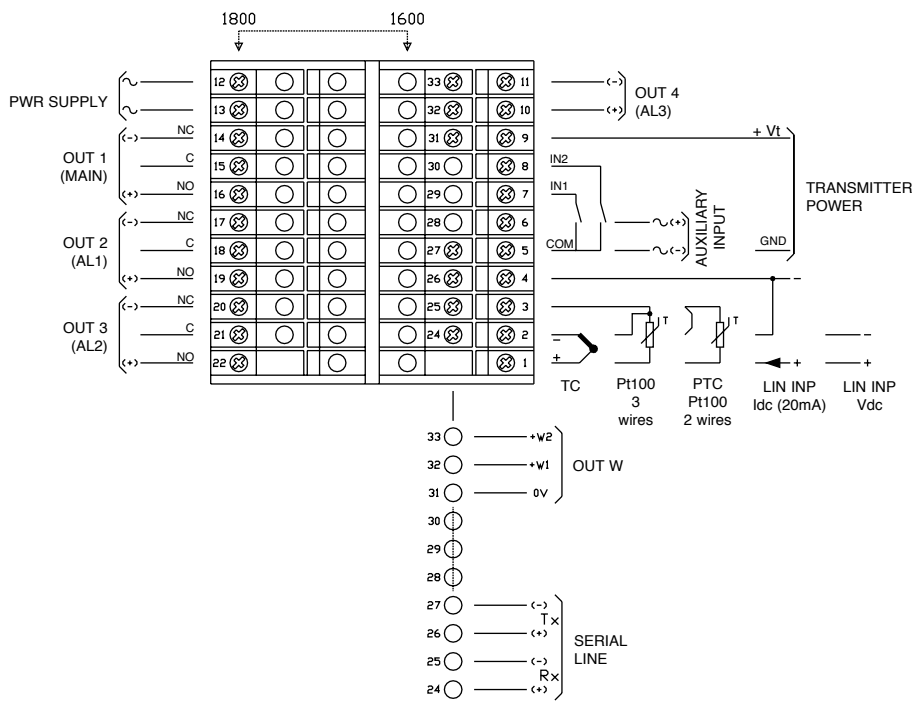 1800 1600
PWR SUPPLY
12 33 11 (-)
13 32 10 (+)
OUT 4
(AL3)
OUT 1
(MAIN)
(-) NC 14 31 9 + Vt
C 15 30 8 IN2
(+) NO 16 29 7 IN1
TRANSMITTER
POWER
OUT 2
(AL1)
(-) NC 17 28 6 (+)
C 18 27 5 COM (-) GND
(+) NO 19 26 4 -
AUXILIARY
INPUT
OUT 3
(AL2)
(-) NC 20 25 3
C 21 24 2 - T T -
(+) NO 22 1 + + +
TC
Pt100
3
wires
PTC
Pt100
2 wires
LIN INP
Idc (20mA)
LIN INP
Vdc
33 +W2
32 +W1
31 0V
OUT W
30
29
28
27 (-)
Tx
26 (+)
25 (-)
Rx
24 (+)
SERIAL
LINE